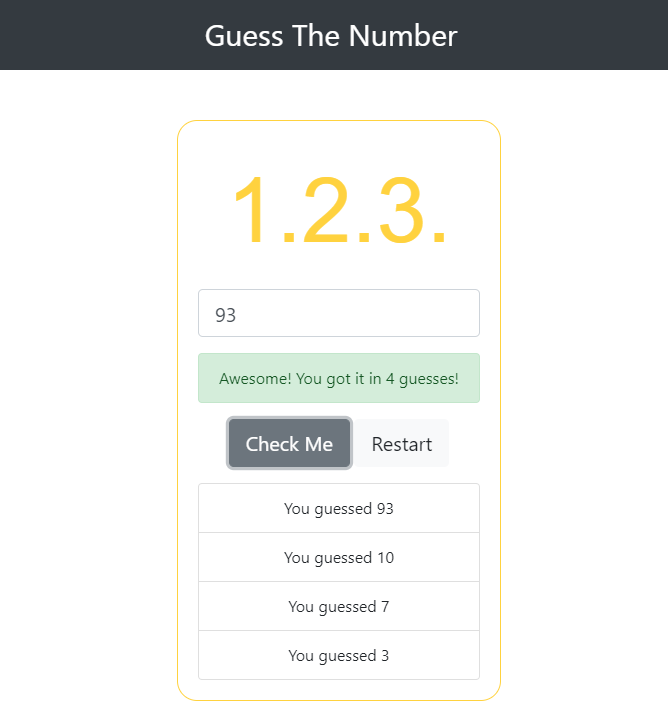 Guess The Number
1.2.3.
93
Awesome! You got it in 4 guesses!
Check Me Restart
You guessed 93
You guessed 10
You guessed 7
You guessed 3